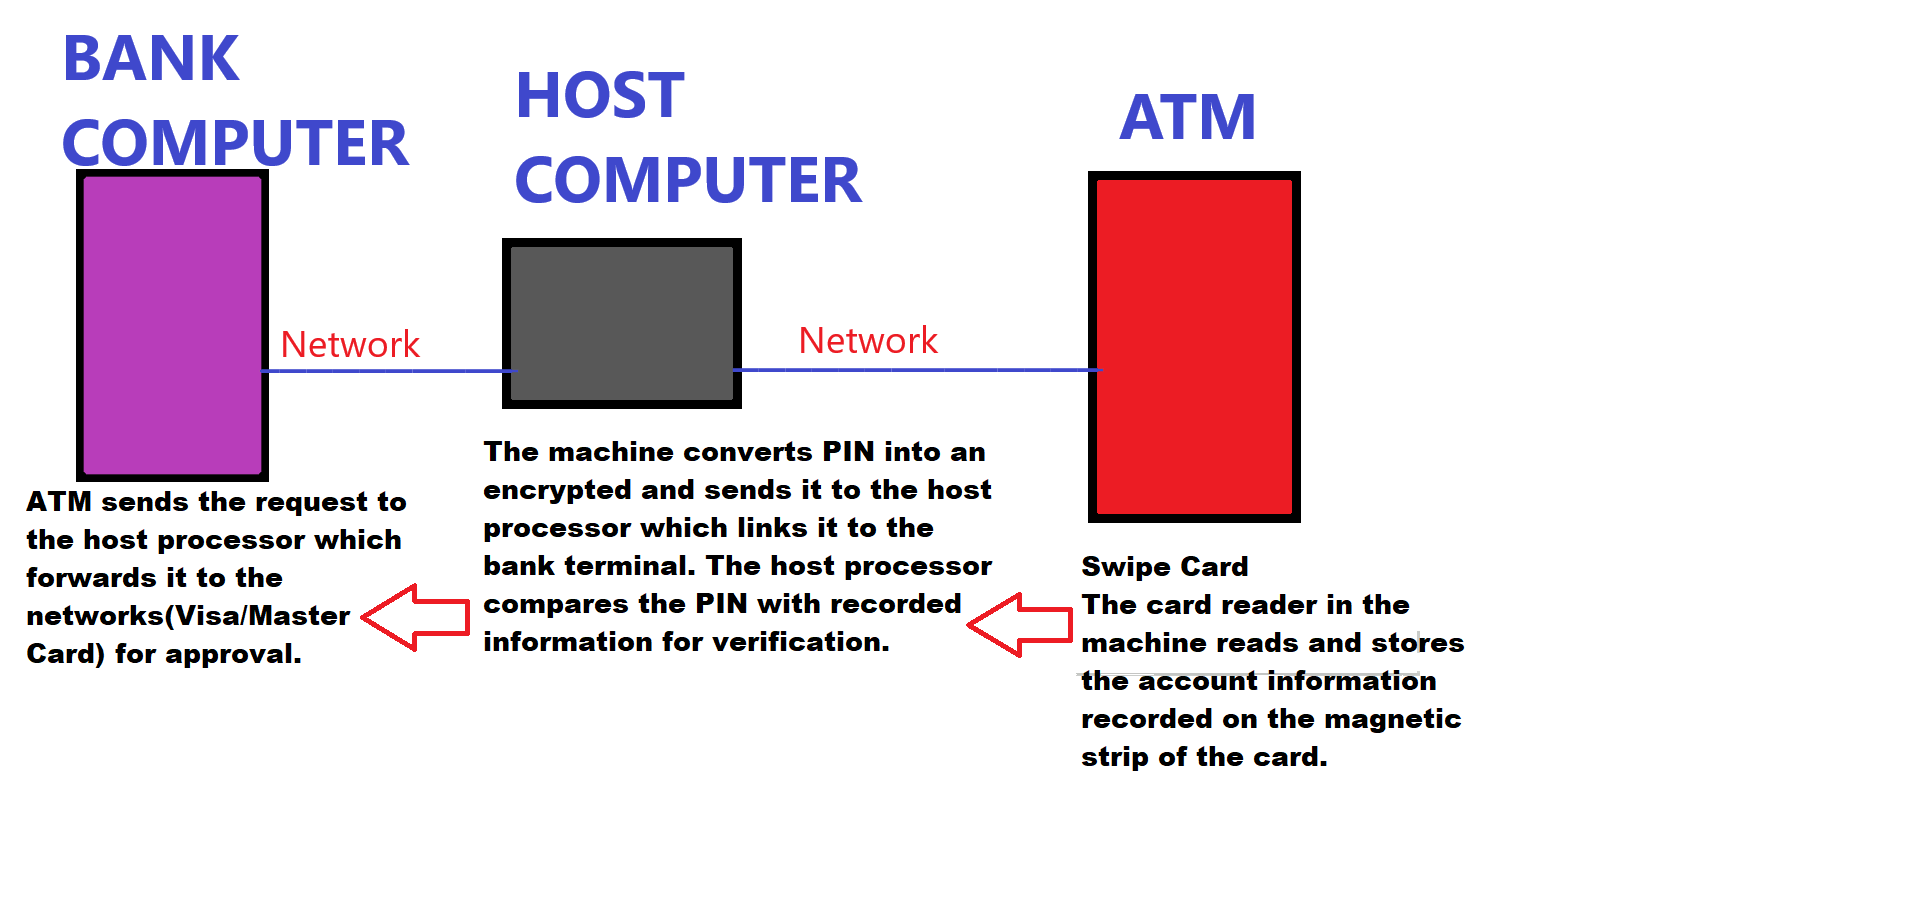 BANK
COMPUTER
HOST
COMPUTER
ATM
Network
Network
ATM sends the request to
the host processor which
forwards it to the
networks(Visa/Master
Card) for approval.
The machine converts PIN into an
encrypted and sends it to the host
processor which links it to the
bank terminal. The host processor
compares the PIN with recorded
information for verification.
Swipe Card
The card reader in the
machine reads and stores
the account information
recorded on the magnetic
strip of the card.